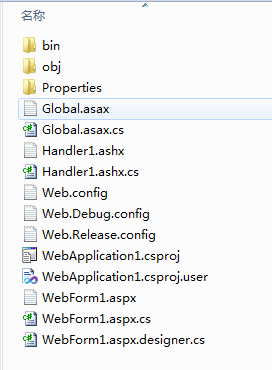 名称
bin
obj
Properties
Global.asax
Global.asax.cs
Handler1.ashx
Handler1.ashx.cs
Web.config
Web.Debug.config
Web.Release.config
WebApplication1.csproj
WebApplication1.csproj.user
WebForm1.aspx
WebForm1.aspx.cs
WebForm1.aspx.designer.cs